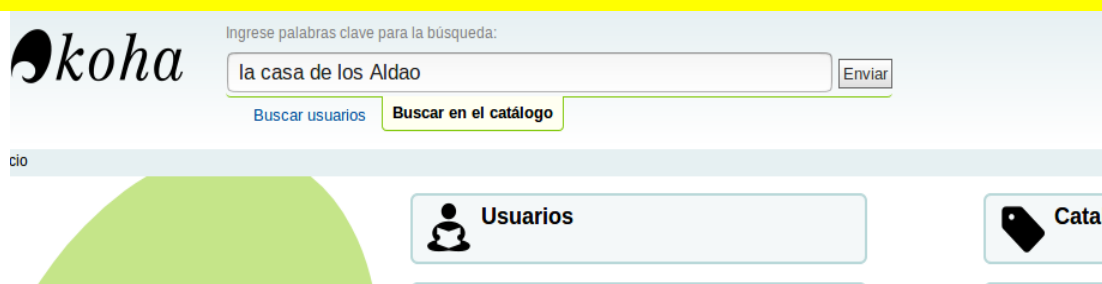 koha
Ingrese palabras clave para la búsqueda:
la casa de los Aldao
Enviar
Buscar usuarios
Buscar en el catálogo
cio
Usuarios
Cata